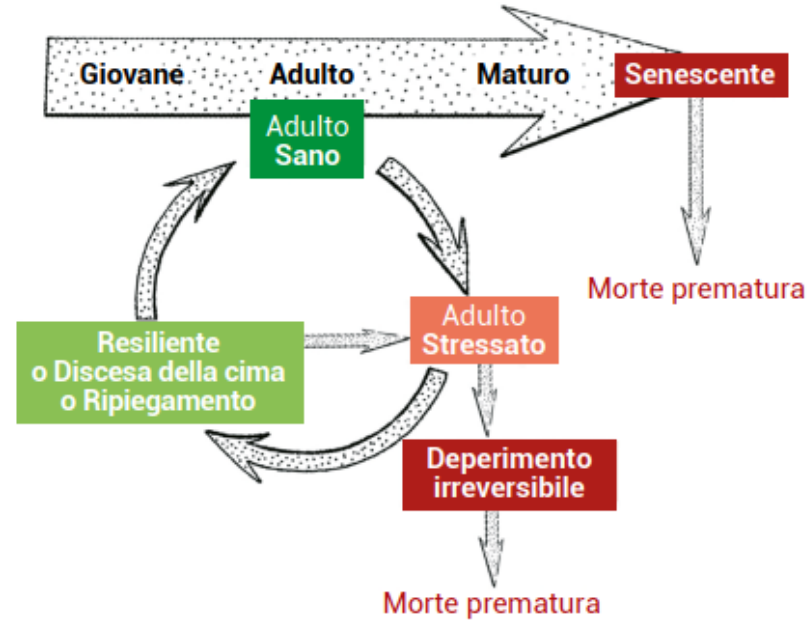 Giovane Adulto Maturo Senescente
Adulto
Sano
Morte prematura
Adulto
Stressato
Resiliente
o Discesa della cima
o Ripiegamento
Deperimento
irreversibile
Morte prematura